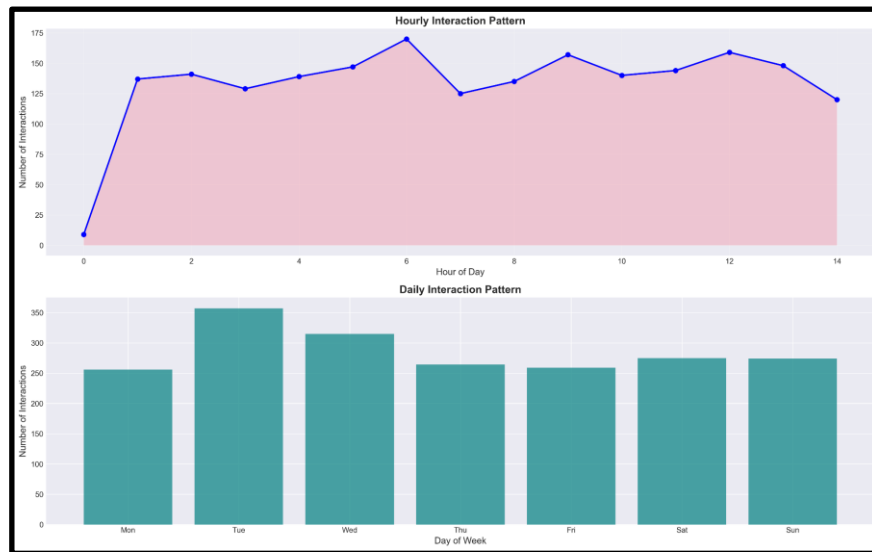 Hourly Interaction Pattern
175
150
125
100
75
50
25
0
Number of Interactions
0 2 4 6 8 10 12 14
Hour of Day
Daily Interaction Pattern
350
300
250
200
150
100
50
0
Number of Interactions
Mon Tue Wed Thu Fri Sat Sun
Day of Week